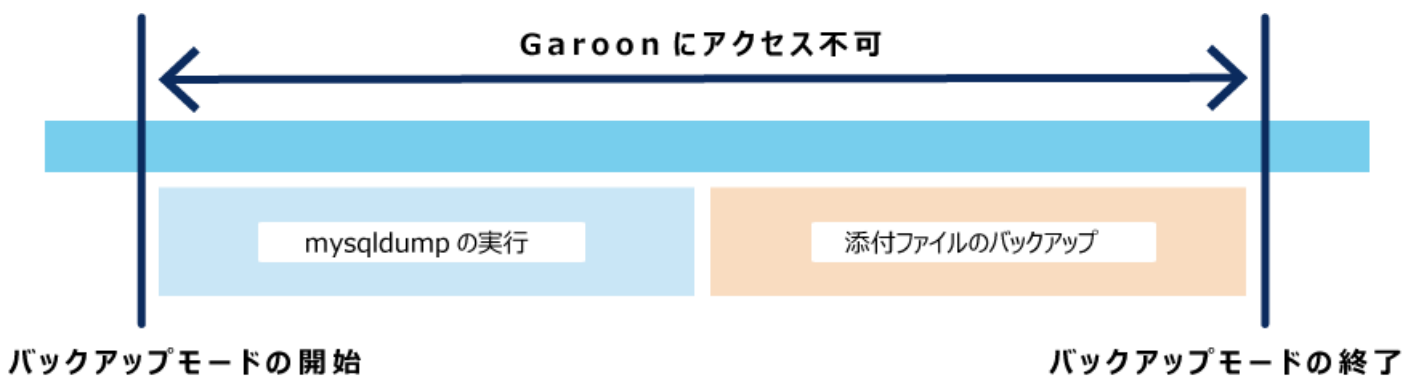 Garoon にアクセス不可
mysqldump の実行
添付ファイルのバックアップ
バックアップモードの開始
バックアップモードの終了